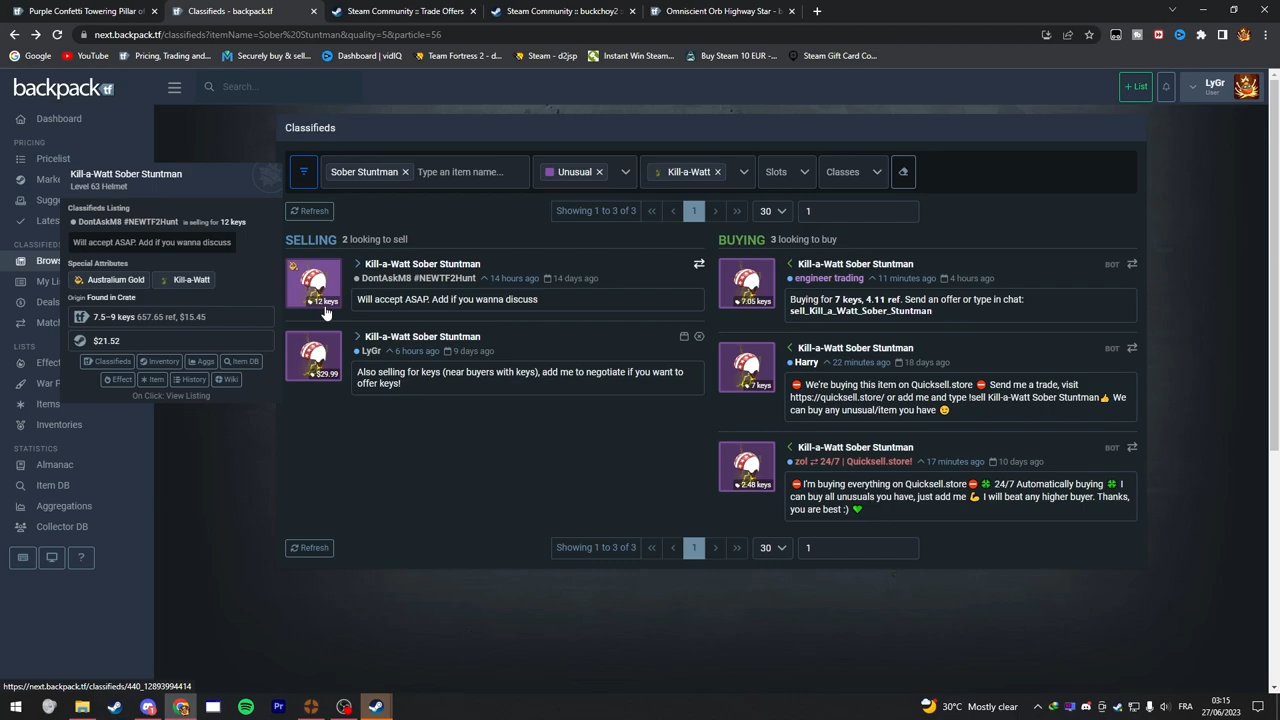 Purple Confetti Towering Pillar of
Classifieds - backpack.tf
Steam Community :: Trade Offers
Steam Community :: buckchoy2 ::
Omniscient Orb Highway Star - b
next.backpack.tf/classifieds?itemName=Sober%20Stuntman&quality=5&particle=56
Google
YouTube
Pricing, Trading and...
Securely buy & sell...
Dashboard | vidIQ
Team Fortress 2 - d...
Steam - d2jsp
Instant Win Steam...
Buy Steam 10 EUR -...
Steam Gift Card Co...
backpack tf
Search...
+ List
LyGr
User
Dashboard
PRICING
Pricelist
Marke
Sugg
Lates
CLASSIFIED
Brow
My Li
Deals
Matc
LISTS
Effec
War P
Items
Inventories
STATISTICS
Almanac
Item DB
Aggregations
Collector DB
?
Kill-a-Watt Sober Stuntman
Level 63 Helmet
Classifieds Listing
DontAskM8 #NEWTF2Hunt is selling for 12 keys
Will accept ASAP. Add if you wanna discuss
Special Attributes
Australium Gold
Kill-a-Watt
Origin Found in Crate
7.5–9 keys 657.65 ref, $15.45
$21.52
Classifieds
Inventory
Aggs
Item DB
Effect
Item
History
Wiki
On Click: View Listing
Classifieds
Sober Stuntman ×
Type an item name...
Unusual ×
Kill-a-Watt ×
Slots
Classes
Refresh
Showing 1 to 3 of 3
1
30
1
SELLING 2 looking to sell
Kill-a-Watt Sober Stuntman
DontAskM8 #NEWTF2Hunt 14 hours ago 14 days ago
12 keys
Will accept ASAP. Add if you wanna discuss
Kill-a-Watt Sober Stuntman
LyGr 6 hours ago 9 days ago
$29.99
Also selling for keys (near buyers with keys), add me to negotiate if you want to
offer keys!
BUYING 3 looking to buy
Kill-a-Watt Sober Stuntman
BOT
engineer trading 11 minutes ago 4 hours ago
7.05 keys
Buying for 7 keys, 4.11 ref. Send an offer or type in chat:
sell_Kill_a_Watt_Sober_Stuntman
Kill-a-Watt Sober Stuntman
BOT
Harry 22 minutes ago 18 days ago
7 keys
⛔ We're buying this item on Quicksell.store ⛔ Send me a trade, visit
https://quicksell.store/ or add me and type !sell Kill-a-Watt Sober Stuntman👍 We
can buy any unusual/item you have 😉
Kill-a-Watt Sober Stuntman
BOT
zol ⇄ 24/7 | Quicksell.store! 17 minutes ago 10 days ago
2.48 keys
⛔ I'm buying everything on Quicksell.store⛔ 🍀 24/7 Automatically buying 🍀 I
can buy all unusuals you have, just add me 💪 I will beat any higher buyer. Thanks,
you are best :) 💚
Refresh
Showing 1 to 3 of 3
1
30
1
https://next.backpack.tf/classifieds/440_12893994414
Pr
30°C Mostly clear
FRA
03:15
27/06/2023